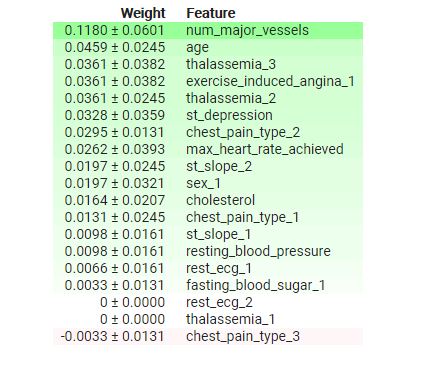 Weight Feature
0.1180 ± 0.0601 num_major_vessels
0.0459 ± 0.0245 age
0.0361 ± 0.0382 thalassemia_3
0.0361 ± 0.0382 exercise_induced_angina_1
0.0361 ± 0.0245 thalassemia_2
0.0328 ± 0.0359 st_depression
0.0295 ± 0.0131 chest_pain_type_2
0.0262 ± 0.0393 max_heart_rate_achieved
0.0197 ± 0.0245 st_slope_2
0.0197 ± 0.0321 sex_1
0.0164 ± 0.0207 cholesterol
0.0131 ± 0.0245 chest_pain_type_1
0.0098 ± 0.0161 st_slope_1
0.0098 ± 0.0161 resting_blood_pressure
0.0066 ± 0.0161 rest_ecg_1
0.0033 ± 0.0131 fasting_blood_sugar_1
0 ± 0.0000 rest_ecg_2
0 ± 0.0000 thalassemia_1
-0.0033 ± 0.0131 chest_pain_type_3